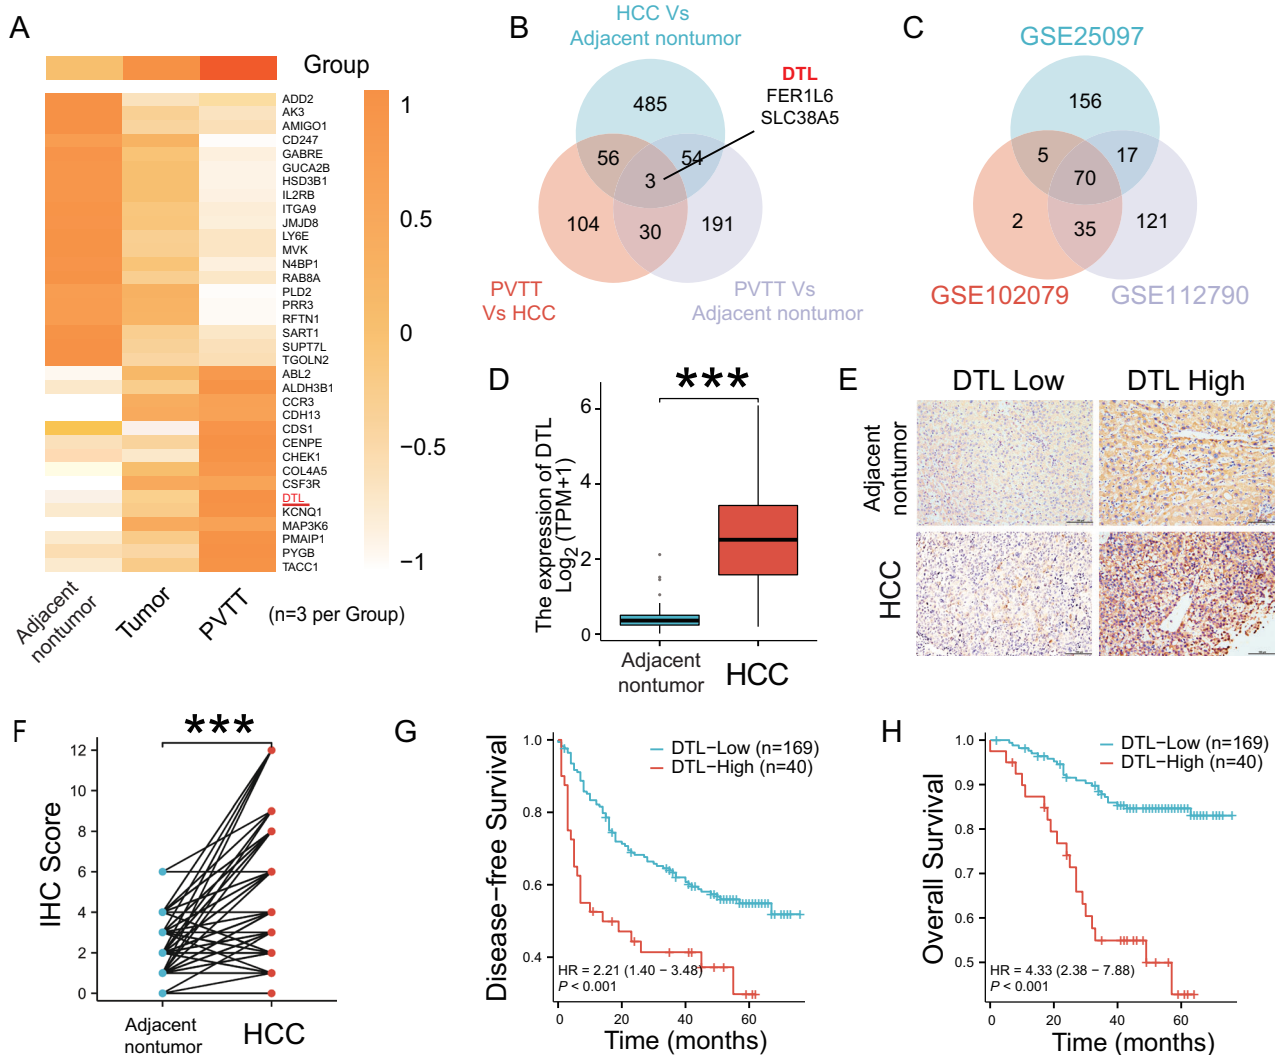 A
Group
ADD2
AK3
AMIGO1
CD247
GABRE
GUCA2B
HSD3B1
IL2RB
ITGA9
JMJD8
LY6E
MVK
N4BP1
RAB8A
PLD2
PRR3
RFTN1
SART1
SUPT7L
TGOLN2
ABL2
ALDH3B1
CCR3
CDH13
CDS1
CENPE
CHEK1
COL4A5
CSF3R
DTL
KCNQ1
MAP3K6
PMAIP1
PYGB
TACC1
1
0.5
0
−0.5
−1
Adjacent
nontumor
Tumor
PVTT
(n=3 per Group)
B
HCC Vs
Adjacent nontumor
DTL
FER1L6
SLC38A5
485
56
54
3
104
30
191
PVTT
Vs HCC
PVTT Vs
Adjacent nontumor
C
GSE25097
156
5
17
70
2
35
121
GSE102079
GSE112790
D
***
The expression of DTL
Log2 (TPM+1)
6
4
2
0
Adjacent
nontumor
HCC
E
DTL Low
DTL High
Adjacent
nontumor
HCC
F
***
IHC Score
12
10
8
6
4
2
0
Adjacent
nontumor
HCC
G
Disease−free Survival
1.0
0.8
0.6
0.4
DTL−Low (n=169)
DTL−High (n=40)
HR = 2.21 (1.40 − 3.48)
P < 0.001
0
20
40
60
Time (months)
H
Overall Survival
1.0
0.9
0.8
0.7
0.6
0.5
DTL−Low (n=169)
DTL−High (n=40)
HR = 4.33 (2.38 − 7.88)
P < 0.001
0
20
40
60
Time (months)